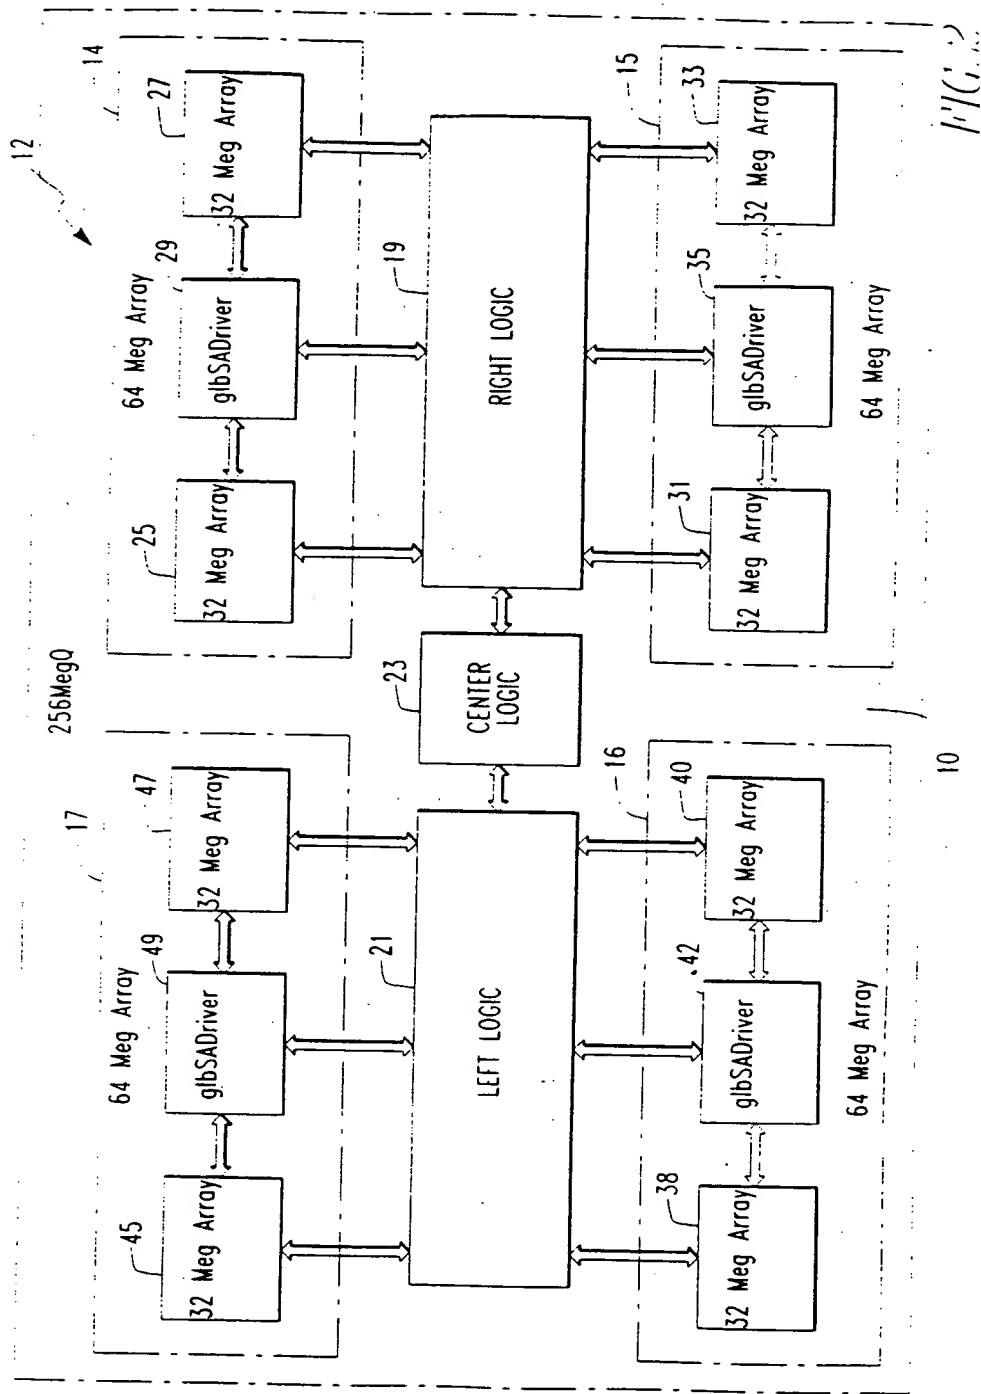 12
256MegQ
17
14
64 Meg Array
64 Meg Array
45
49
47
25
29
27
32 Meg Array
glbSADriver
32 Meg Array
32 Meg Array
glbSADriver
32 Meg Array
21
23
19
LEFT LOGIC
CENTER
LOGIC
RIGHT LOGIC
16
15
38
42
40
31
35
33
32 Meg Array
glbSADriver
32 Meg Array
32 Meg Array
glbSADriver
32 Meg Array
64 Meg Array
64 Meg Array
10
FIG.